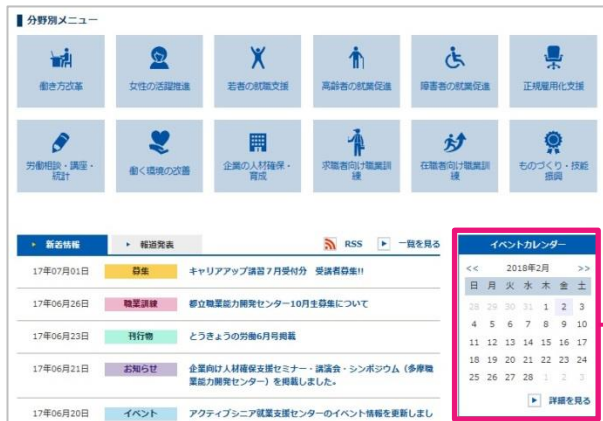 分野別メニュー
働き方改革
女性の活躍推進
若者の就職支援
高齢者の就業促進
障害者の就業促進
正規雇用化支援
労働相談・講座・
統計
働く環境の改善
企業の人材確保・
育成
求職者向け職業訓
練
在職者向け職業訓
練
ものづくり・技能
振興
新着情報
報道発表
RSS
一覧を見る
17年07月01日 募集 キャリアアップ講習7月受付分 受講者募集!!
17年06月26日 職業訓練 都立職業能力開発センター10月生募集について
17年06月23日 刊行物 とうきょうの労働6月号掲載
17年06月21日 お知らせ 企業向け人材確保支援セミナー・講演会・シンポジウム（多摩職
業能力開発センター）を掲載しました。
17年06月20日 イベント アクティブシニア就業支援センターのイベント情報を更新しまし
イベントカレンダー
<< 2018年2月 >>
日 月 火 水 木 金 土
28 29 30 31 1 2 3
4 5 6 7 8 9 10
11 12 13 14 15 16 17
18 19 20 21 22 23 24
25 26 27 28 1 2 3
詳細を見る